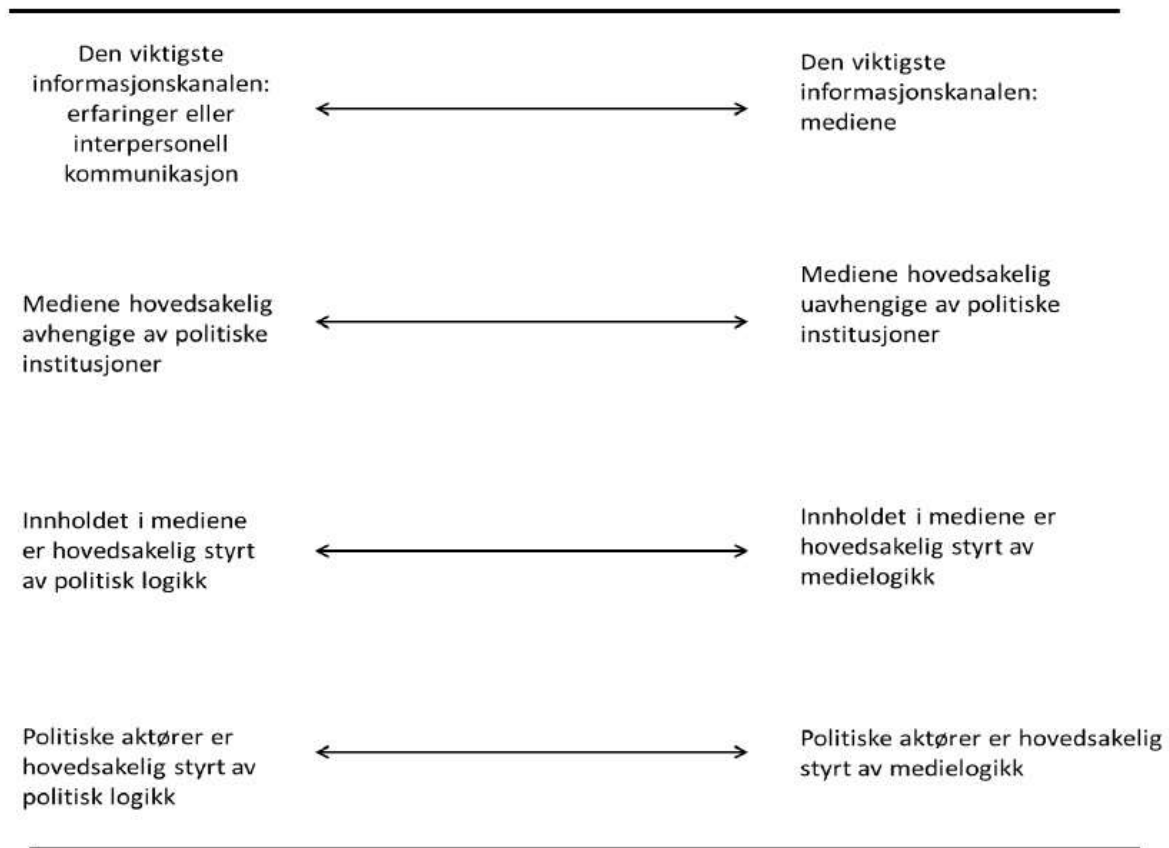 Den viktigste
informasjonskanalen:
erfaringer eller
interpersonell
kommunikasjon
Den viktigste
informasjonskanalen:
mediene
Mediene hovedsakelig
avhengige av politiske
institusjoner
Mediene hovedsakelig
uavhengige av politiske
institusjoner
Innholdet i mediene
er hovedsakelig styrt
av politisk logikk
Innholdet i mediene er
hovedsakelig styrt av
medielogikk
Politiske aktører er
hovedsakelig styrt av
politisk logikk
Politiske aktører er hovedsakelig
styrt av medielogikk